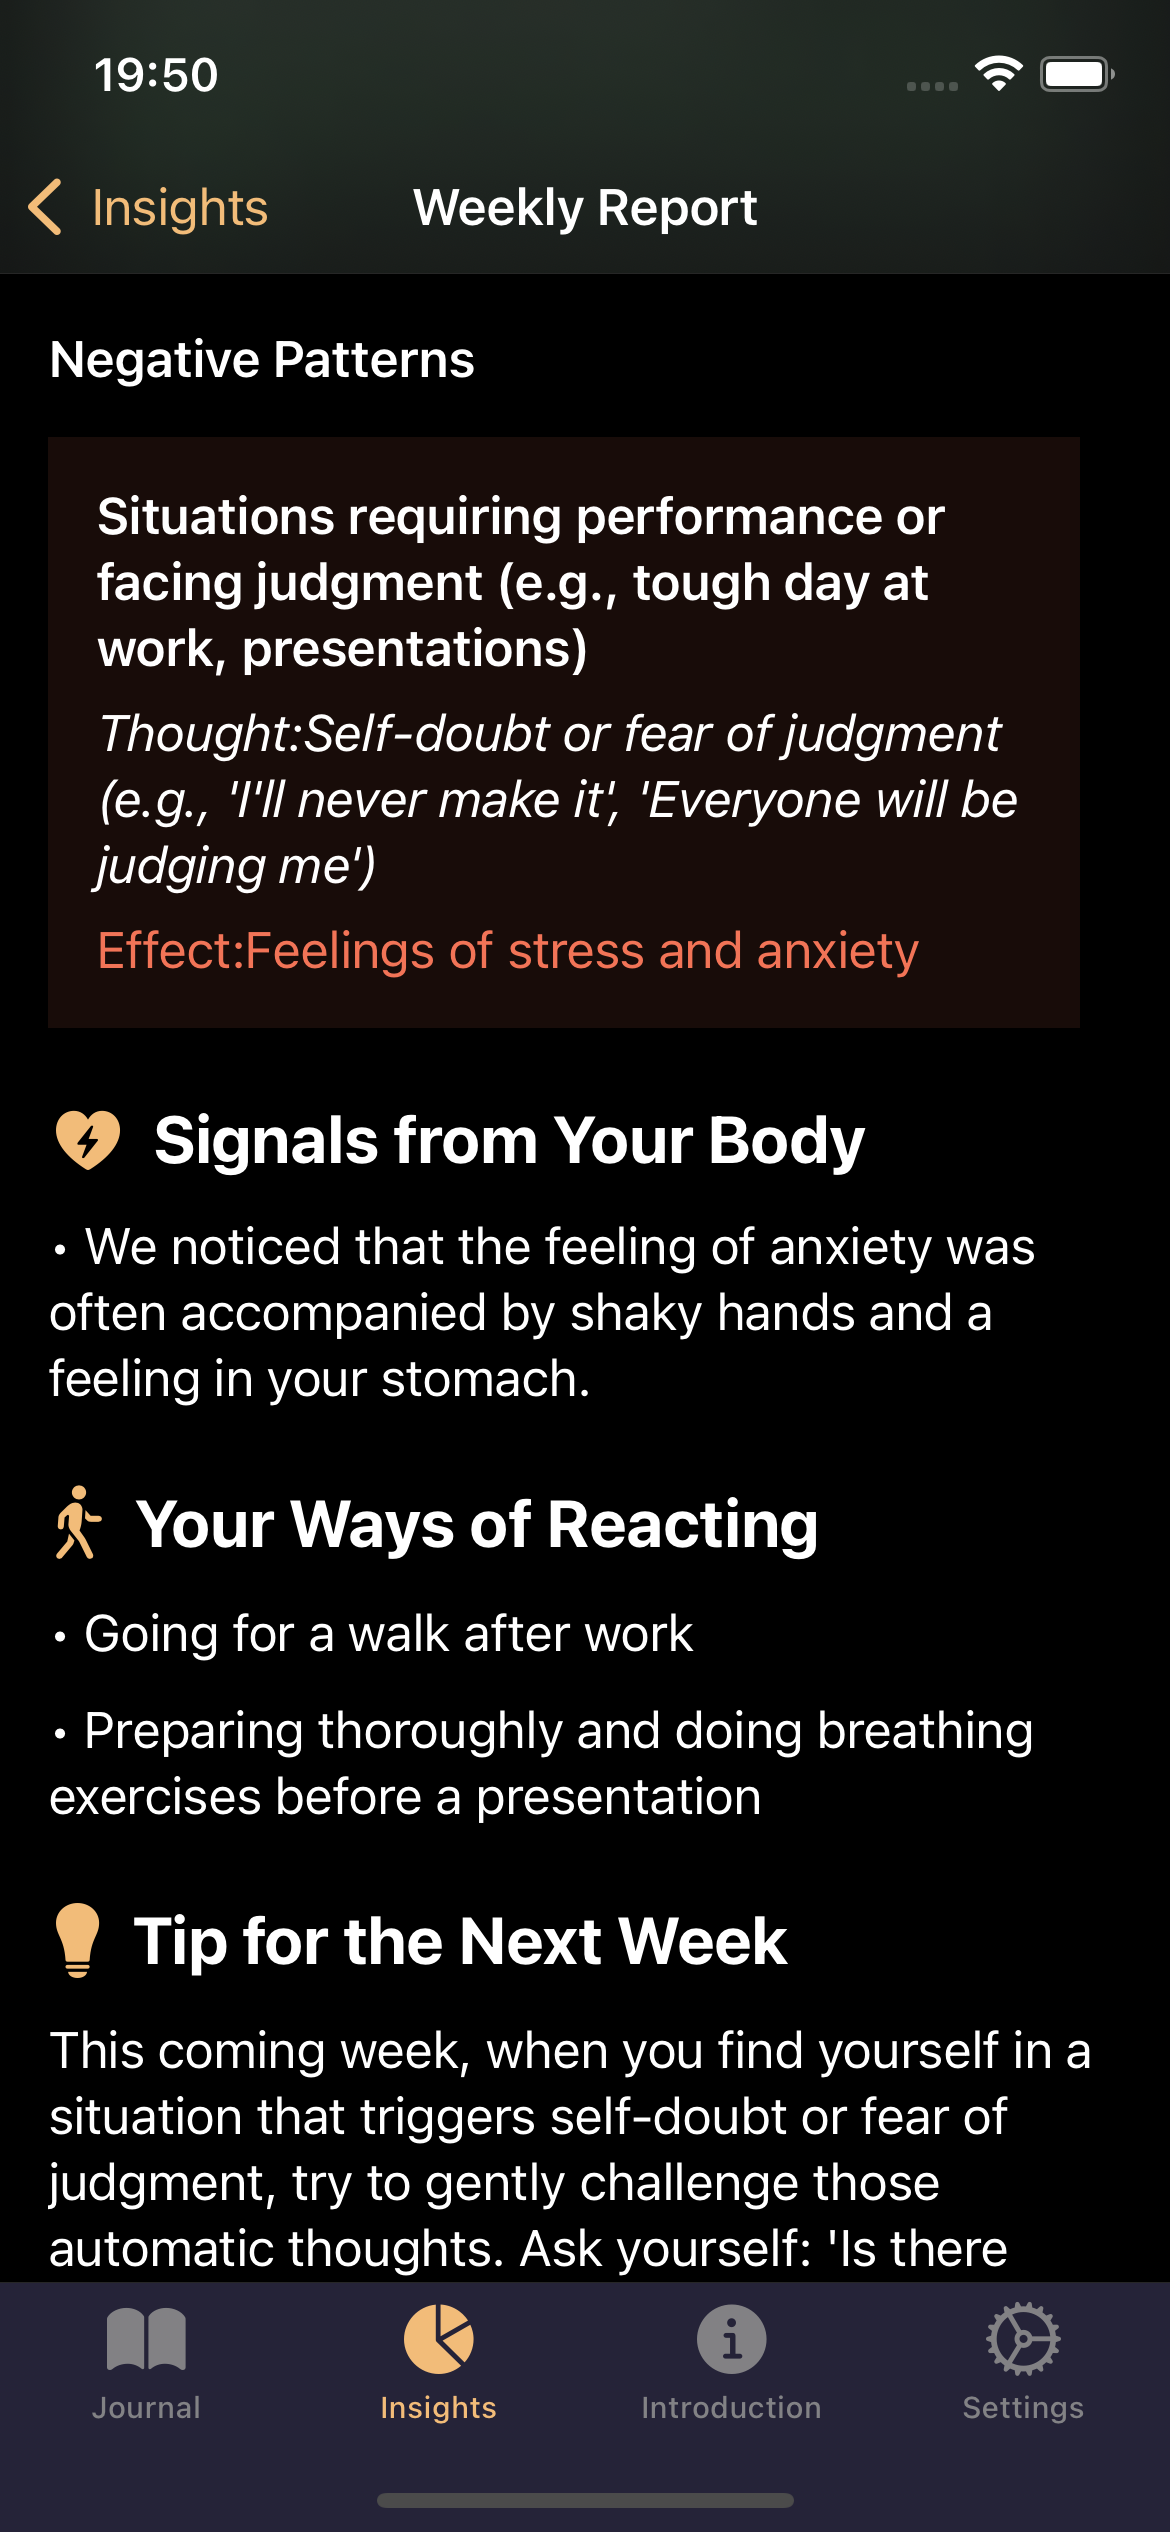 19:50
Insights
Weekly Report
Negative Patterns
Situations requiring performance or
facing judgment (e.g., tough day at
work, presentations)
Thought:Self-doubt or fear of judgment
(e.g., 'I'll never make it', 'Everyone will be
judging me')
Effect:Feelings of stress and anxiety
Signals from Your Body
• We noticed that the feeling of anxiety was
often accompanied by shaky hands and a
feeling in your stomach.
Your Ways of Reacting
• Going for a walk after work
• Preparing thoroughly and doing breathing
exercises before a presentation
Tip for the Next Week
This coming week, when you find yourself in a
situation that triggers self-doubt or fear of
judgment, try to gently challenge those
automatic thoughts. Ask yourself: 'Is there
Journal
Insights
Introduction
Settings